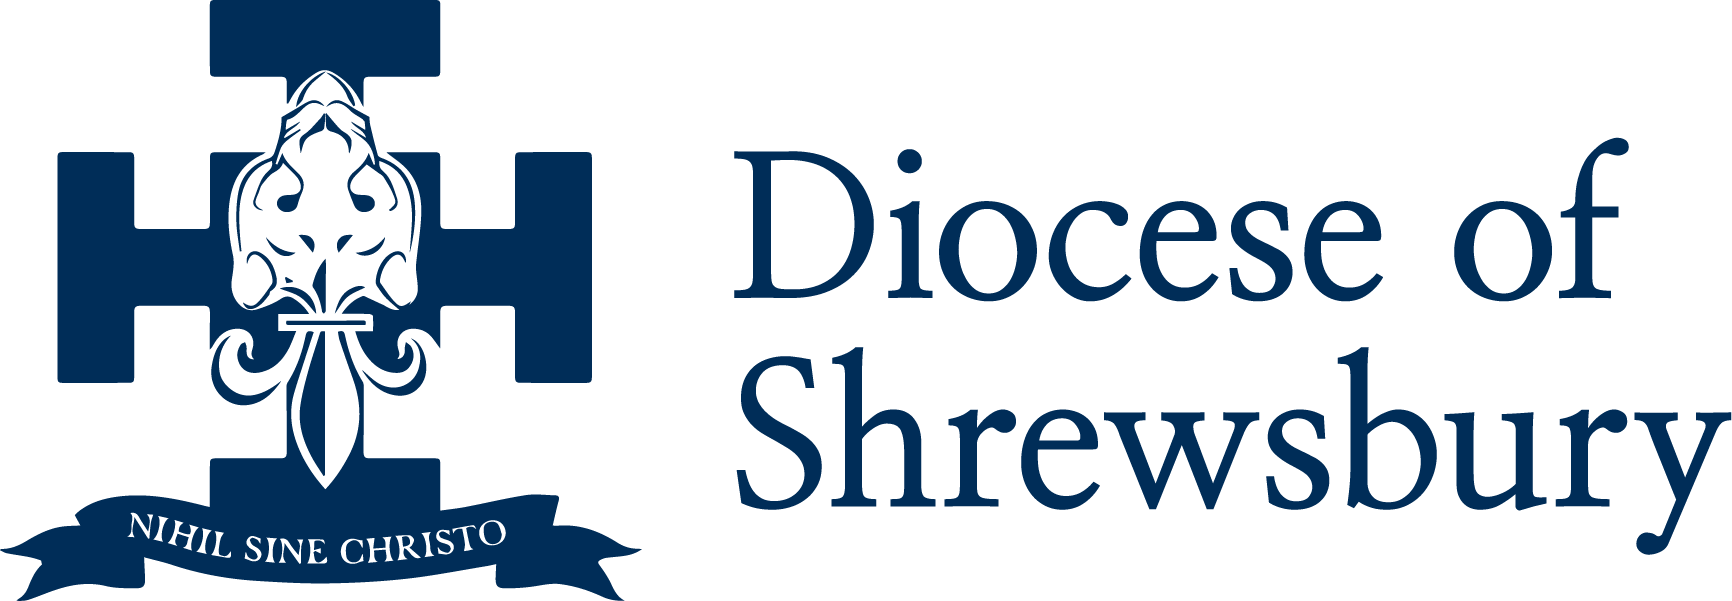 Diocese of
Shrewsbury
NIHIL SINE CHRISTO